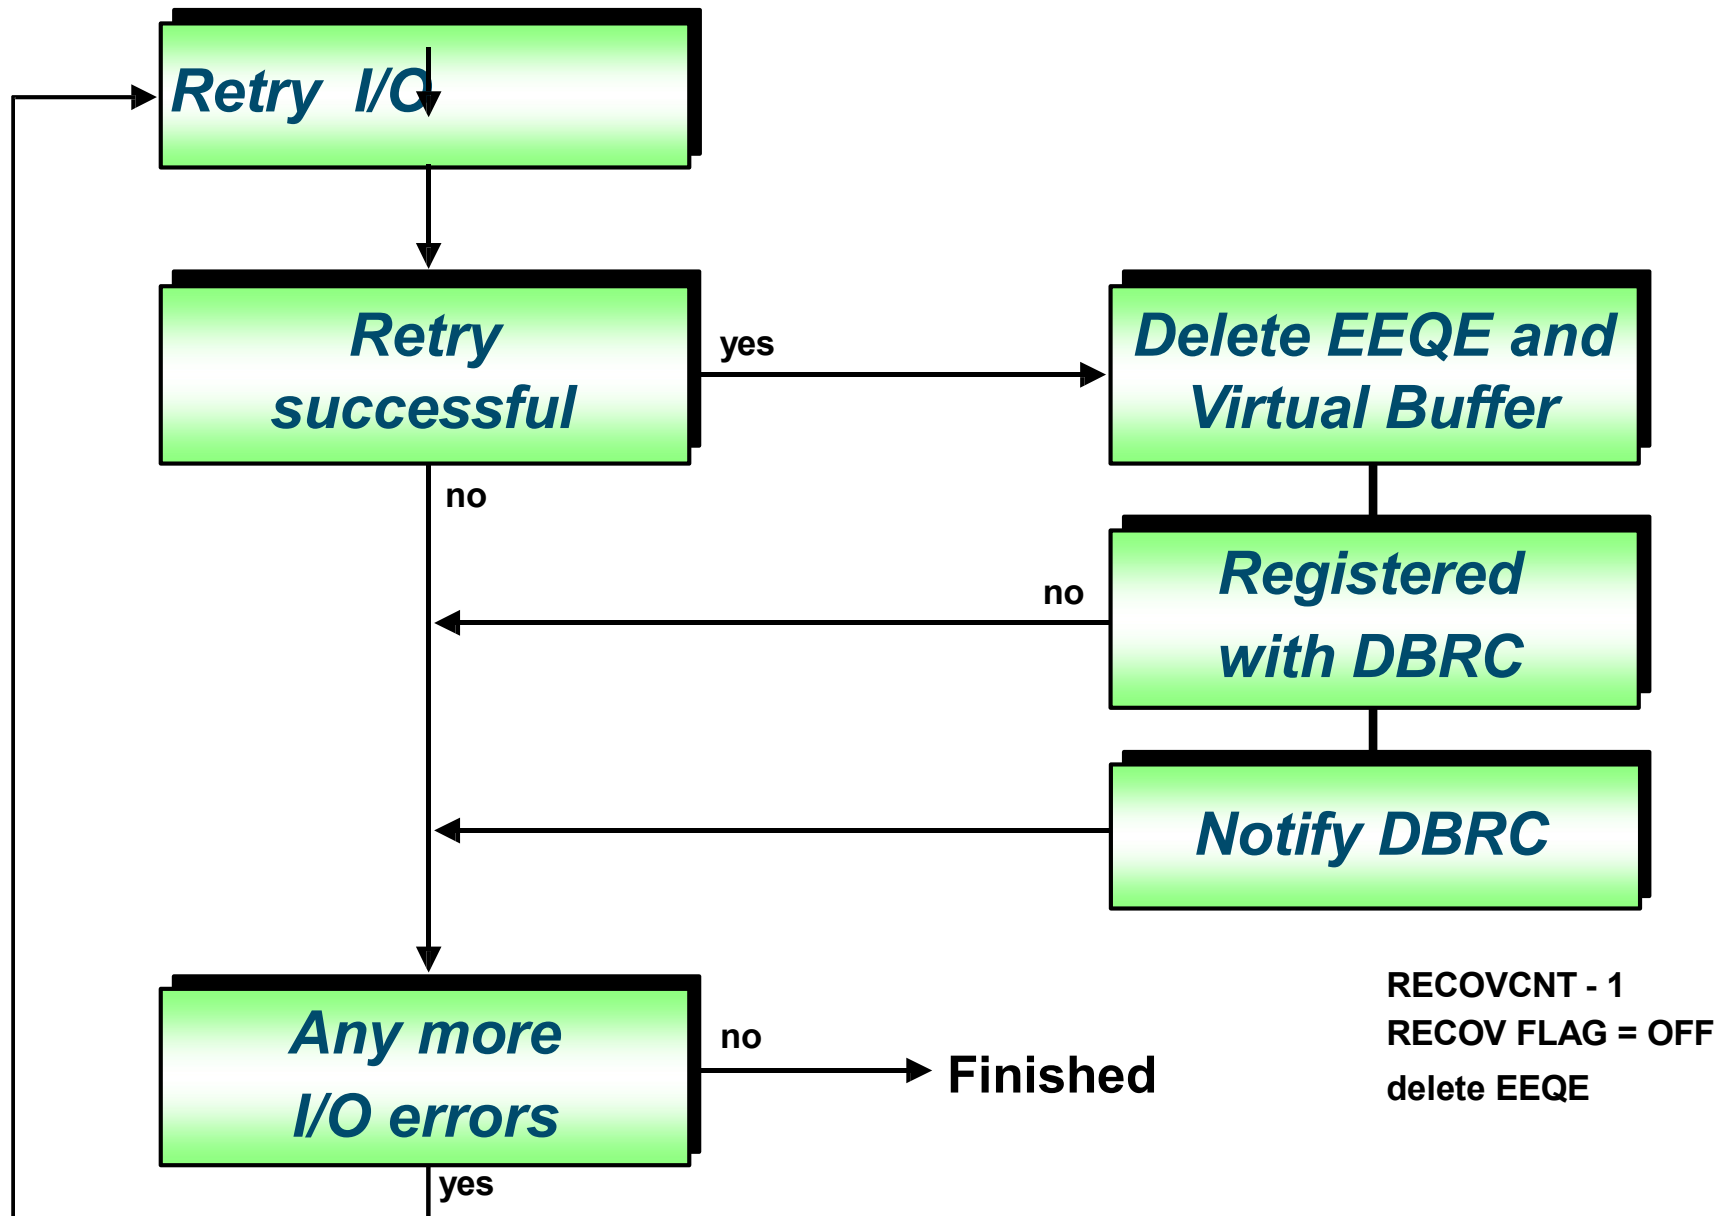 Retry I/O
Retry
successful
yes
Delete EEQE and
Virtual Buffer
no
Registered
with DBRC
no
Notify DBRC
Any more
I/O errors
no
Finished
RECOVCNT - 1
RECOV FLAG = OFF
delete EEQE
yes